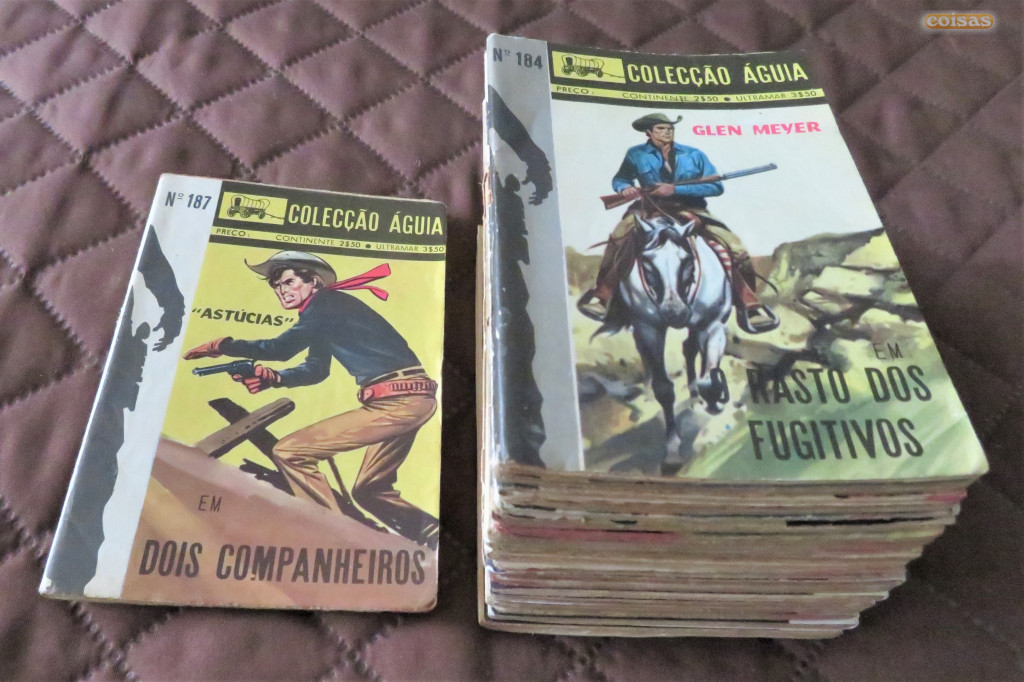 coisas
Nº 187
COLECÇÃO ÁGUIA
PREÇO: CONTINENTE 2$50 • ULTRAMAR 3$50
"ASTÚCIAS"
EM
DOIS COMPANHEIROS
Nº 184
COLECÇÃO ÁGUIA
PREÇO: CONTINENTE 2$50 • ULTRAMAR 3$50
GLEN MEYER
EM
O RASTO DOS
FUGITIVOS